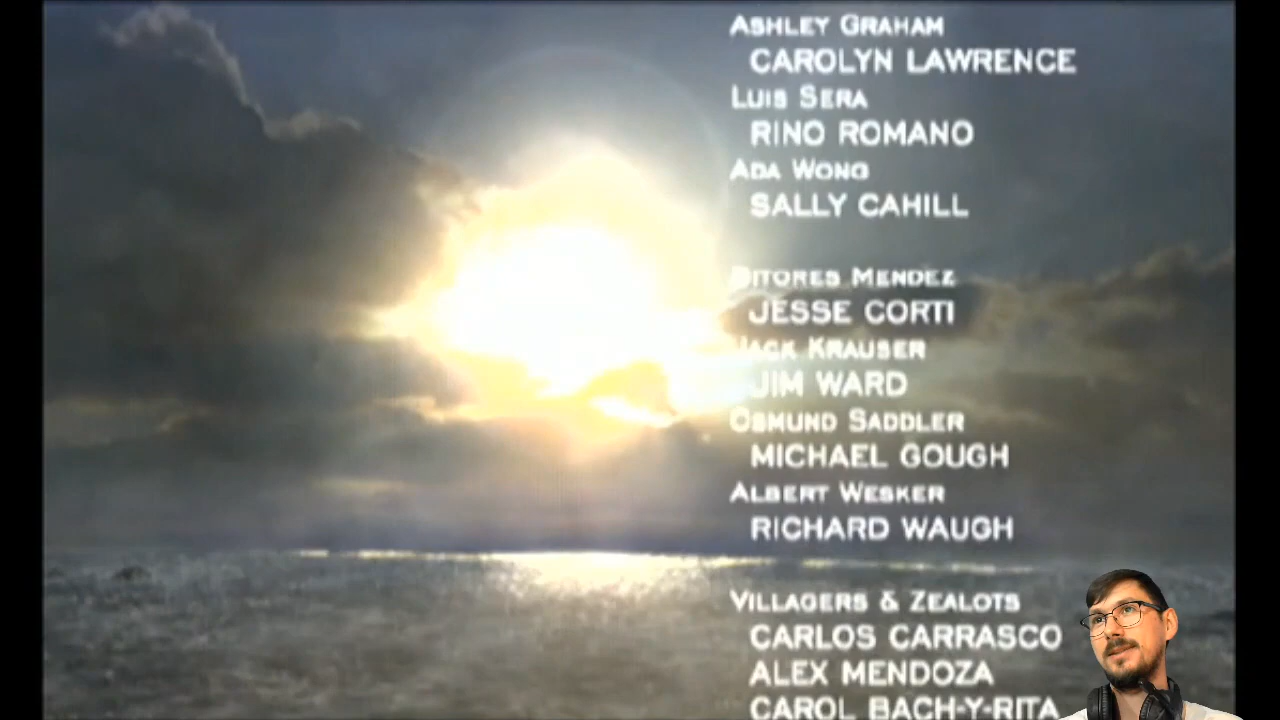 ASHLEY GRAHAM
CAROLYN LAWRENCE
LUIS SERA
RINO ROMANO
ADA WONG
SALLY CAHILL
BITORES MENDEZ
JESSE CORTI
JACK KRAUSER
JIM WARD
OSMUND SADDLER
MICHAEL GOUGH
ALBERT WESKER
RICHARD WAUGH
VILLAGERS & ZEALOTS
CARLOS CARRASCO
ALEX MENDOZA
CAROL BACH-Y-RITA